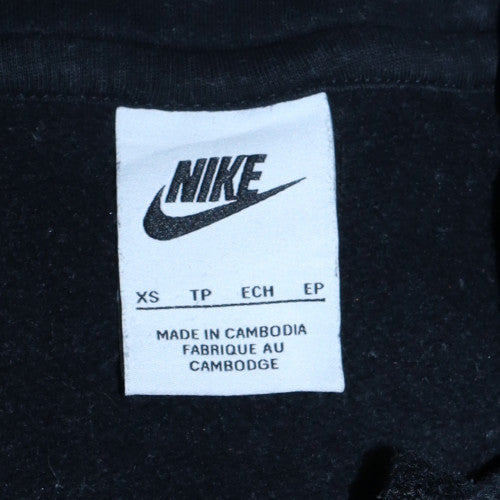 NIKE
XS TP ECH EP
MADE IN CAMBODIA
FABRIQUE AU
CAMBODGE